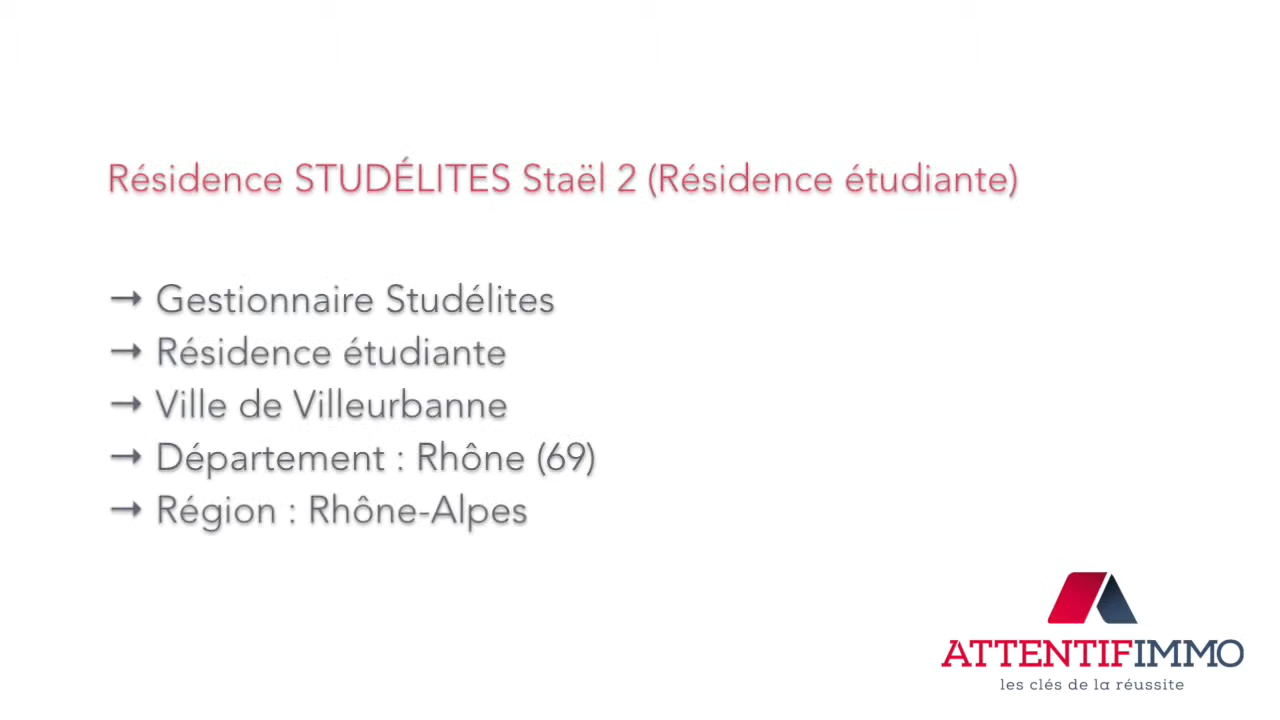 Résidence STUDÉLITES Staël 2 (Résidence étudiante)
→ Gestionnaire Studélites
→ Résidence étudiante
→ Ville de Villeurbanne
→ Département : Rhône (69)
→ Région : Rhône-Alpes
ATTENTIFIMMO
les clés de la réussite